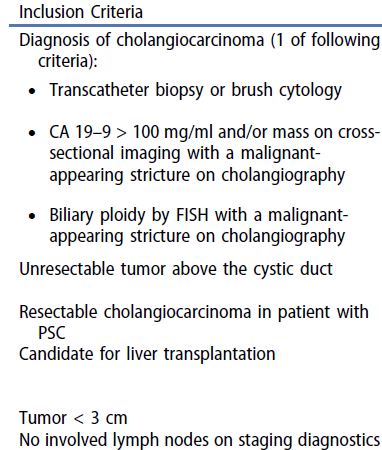 Inclusion Criteria
Diagnosis of cholangiocarcinoma (1 of following
criteria):
• Transcatheter biopsy or brush cytology
• CA 19–9 > 100 mg/ml and/or mass on cross-
sectional imaging with a malignant-
appearing stricture on cholangiography
• Biliary ploidy by FISH with a malignant-
appearing stricture on cholangiography
Unresectable tumor above the cystic duct
Resectable cholangiocarcinoma in patient with
PSC
Candidate for liver transplantation
Tumor < 3 cm
No involved lymph nodes on staging diagnostics